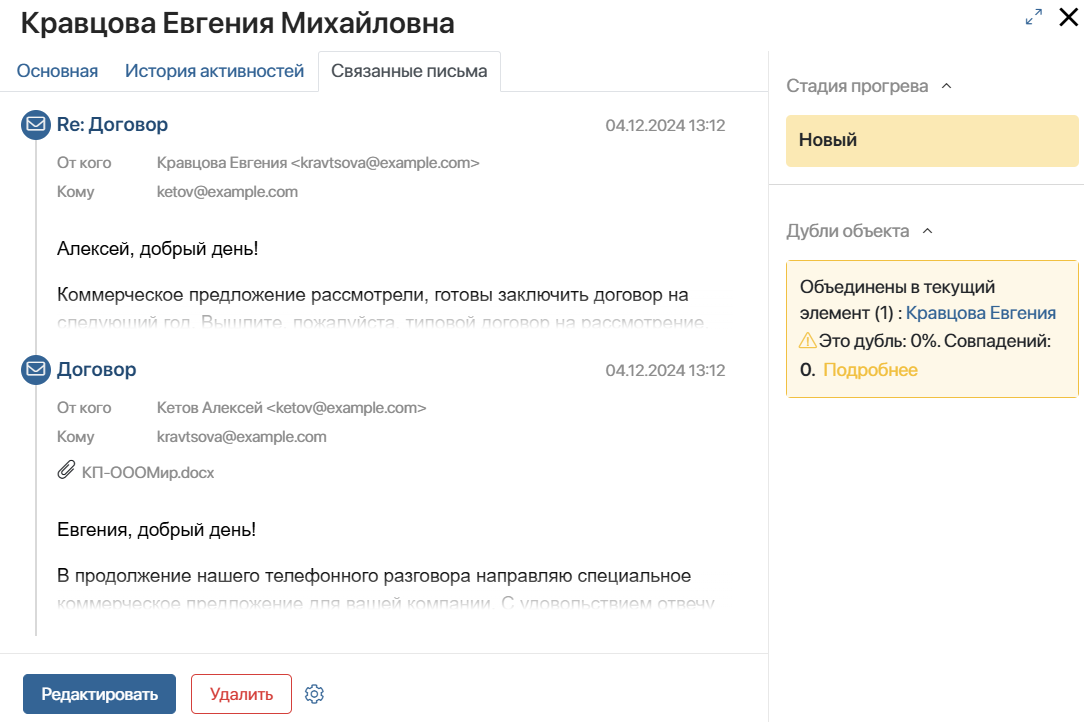 Кравцова Евгения Михайловна
Основная
История активностей
Связанные письма
Re: Договор
04.12.2024 13:12
От кого Кравцова Евгения <kravtsova@example.com>
Кому ketov@example.com
Алексей, добрый день!
Коммерческое предложение рассмотрели, готовы заключить договор на
следующий год. Вышлите, пожалуйста, типовой договор на рассмотрение
Договор
04.12.2024 13:12
От кого Кетов Алексей <ketov@example.com>
Кому kravtsova@example.com
КП-ОООМир.docx
Евгения, добрый день!
В продолжение нашего телефонного разговора направляю специальное
коммерческое предложение для вашей компании. С удовольствием отвечу
Редактировать
Удалить
Стадия прогрева
Новый
Дубли объекта
Объединены в текущий
элемент (1) : Кравцова Евгения
Это дубль: 0%. Совпадений:
0. Подробнее